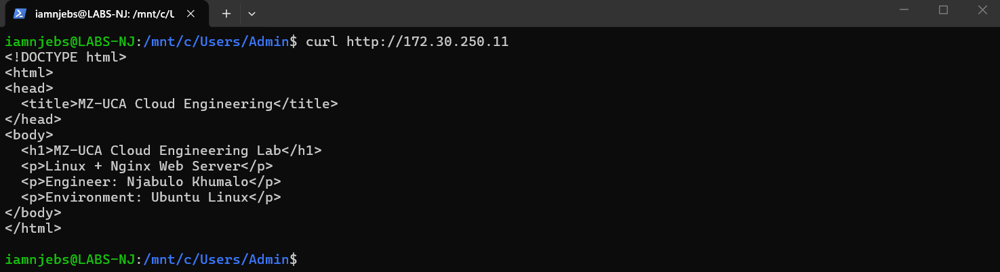 iamnjebs@LABS-NJ: /mnt/c/U
iamnjebs@LABS-NJ:/mnt/c/Users/Admin$ curl http://172.30.250.11
<!DOCTYPE html>
<html>
<head>
  <title>MZ-UCA Cloud Engineering</title>
</head>
<body>
  <h1>MZ-UCA Cloud Engineering Lab</h1>
  <p>Linux + Nginx Web Server</p>
  <p>Engineer: Njabulo Khumalo</p>
  <p>Environment: Ubuntu Linux</p>
</body>
</html>
iamnjebs@LABS-NJ:/mnt/c/Users/Admin$